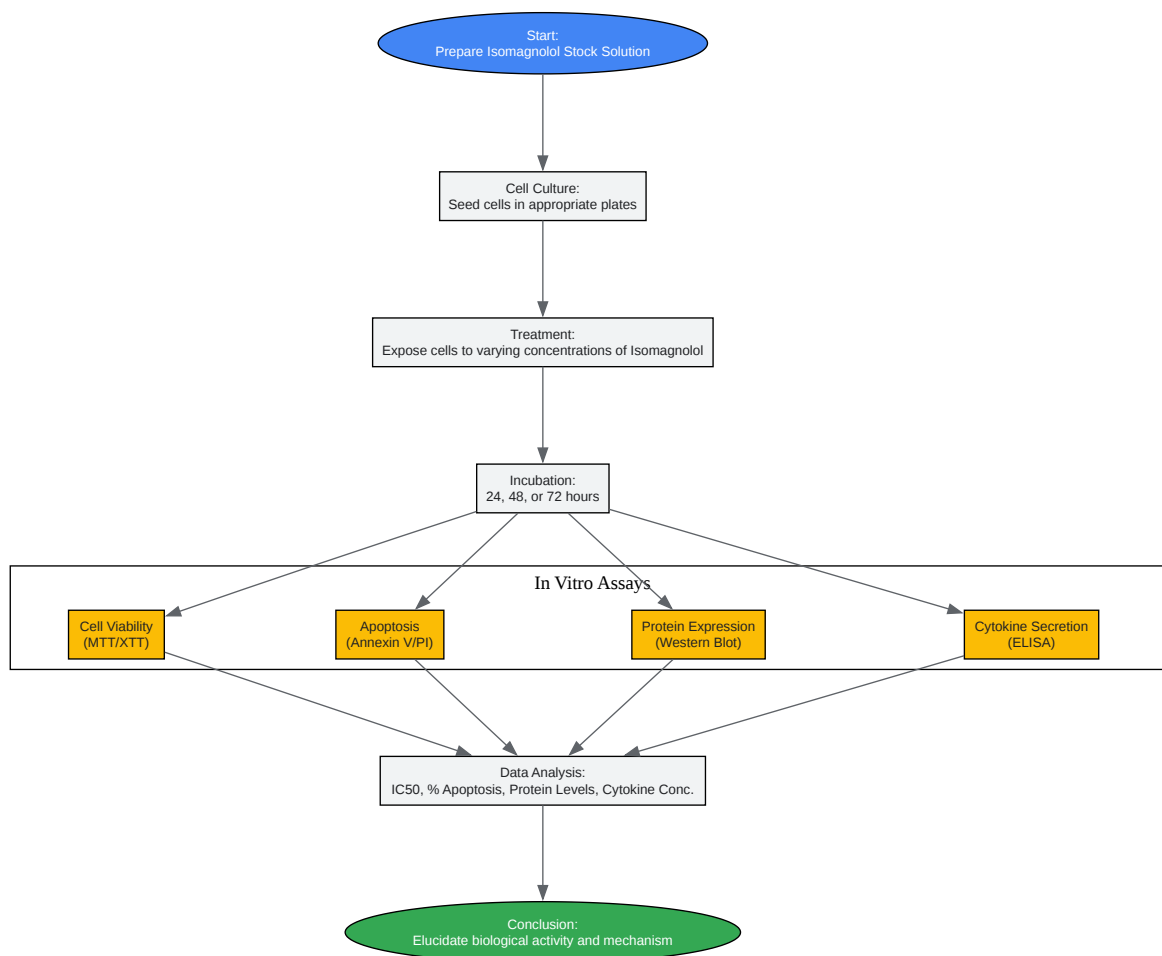 Start:
Prepare Isomagnolol Stock Solution
Cell Culture:
Seed cells in appropriate plates
Treatment:
Expose cells to varying concentrations of Isomagnolol
Incubation:
24, 48, or 72 hours
In Vitro Assays
Cell Viability
(MTT/XTT)
Apoptosis
(Annexin V/PI)
Protein Expression
(Western Blot)
Cytokine Secretion
(ELISA)
Data Analysis:
IC50, % Apoptosis, Protein Levels, Cytokine Conc.
Conclusion:
Elucidate biological activity and mechanism